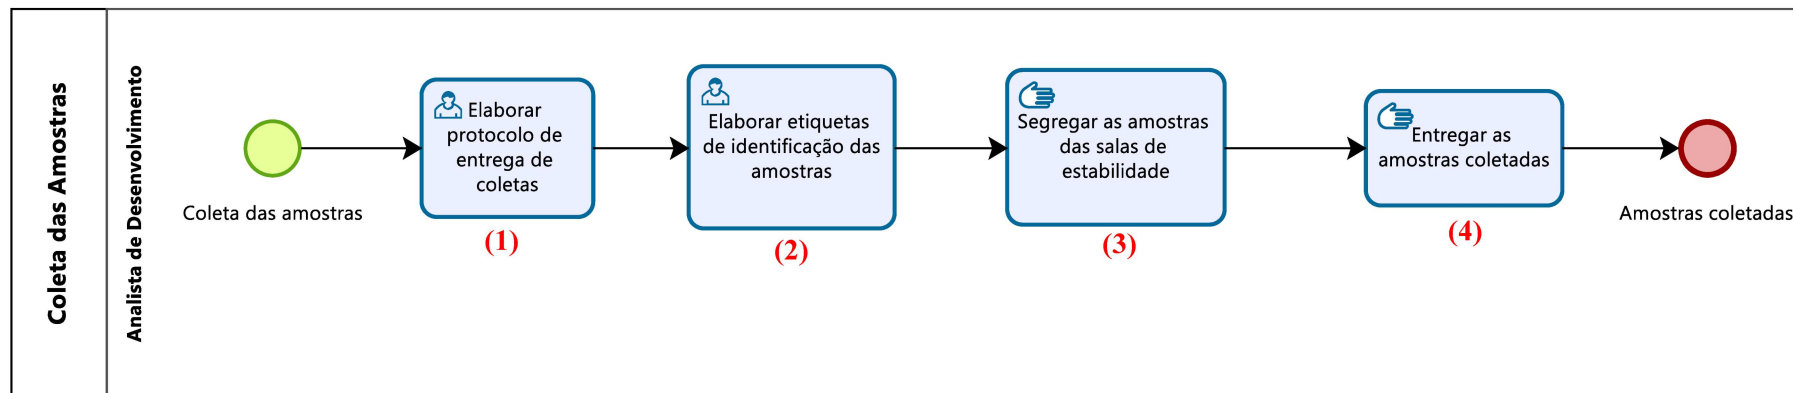 Coleta das Amostras
Analista de Desenvolvimento
Coleta das amostras
Elaborar
protocolo de
entrega de
coletas
(1)
Elaborar etiquetas
de identificação das
amostras
(2)
Segregar as amostras
das salas de
estabilidade
(3)
Entregar as
amostras coletadas
(4)
Amostras coletadas